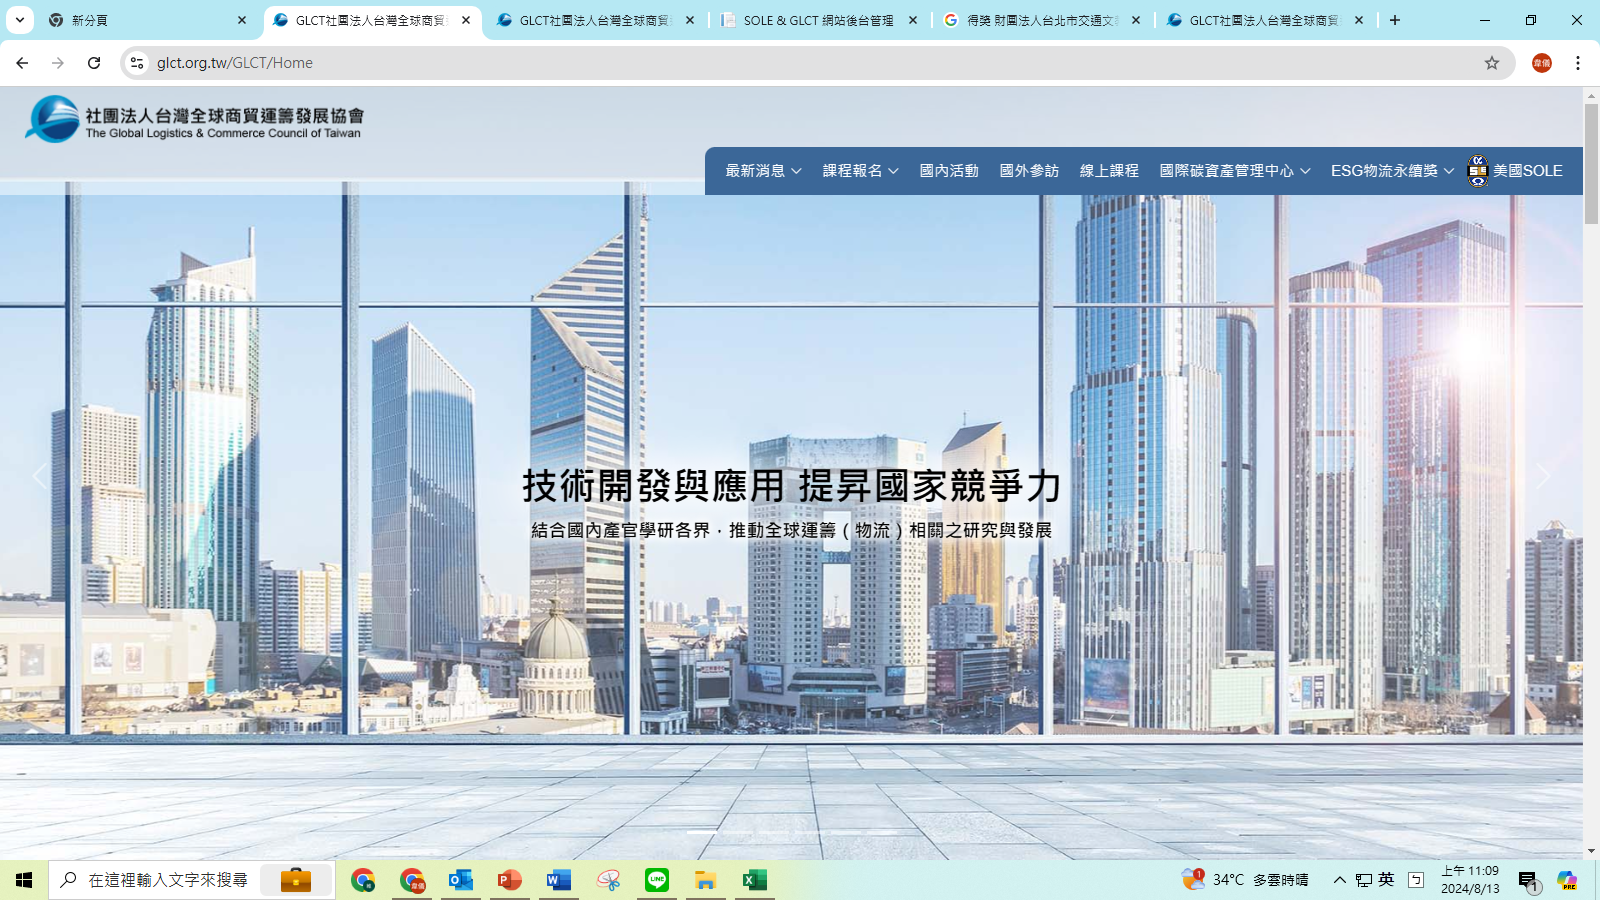 新分頁
GLCT社團法人台灣全球商貿
GLCT社團法人台灣全球商貿
SOLE & GLCT 網站後台管理
得獎 財團法人台北市交通文
GLCT社團法人台灣全球商貿
glct.org.tw/GLCT/Home
韋儀
社團法人台灣全球商貿運籌發展協會
The Global Logistics & Commerce Council of Taiwan
最新消息 課程報名 國內活動 國外參訪 線上課程 國際碳資產管理中心 ESG物流永續獎 美國SOLE
技術開發與應用 提昇國家競爭力
結合國內產官學研各界，推動全球運籌（物流）相關之研究與發展
在這裡輸入文字來搜尋
1 34°C 多雲時晴 英 ㄅ
上午 11:09
2024/8/13
1
PRE